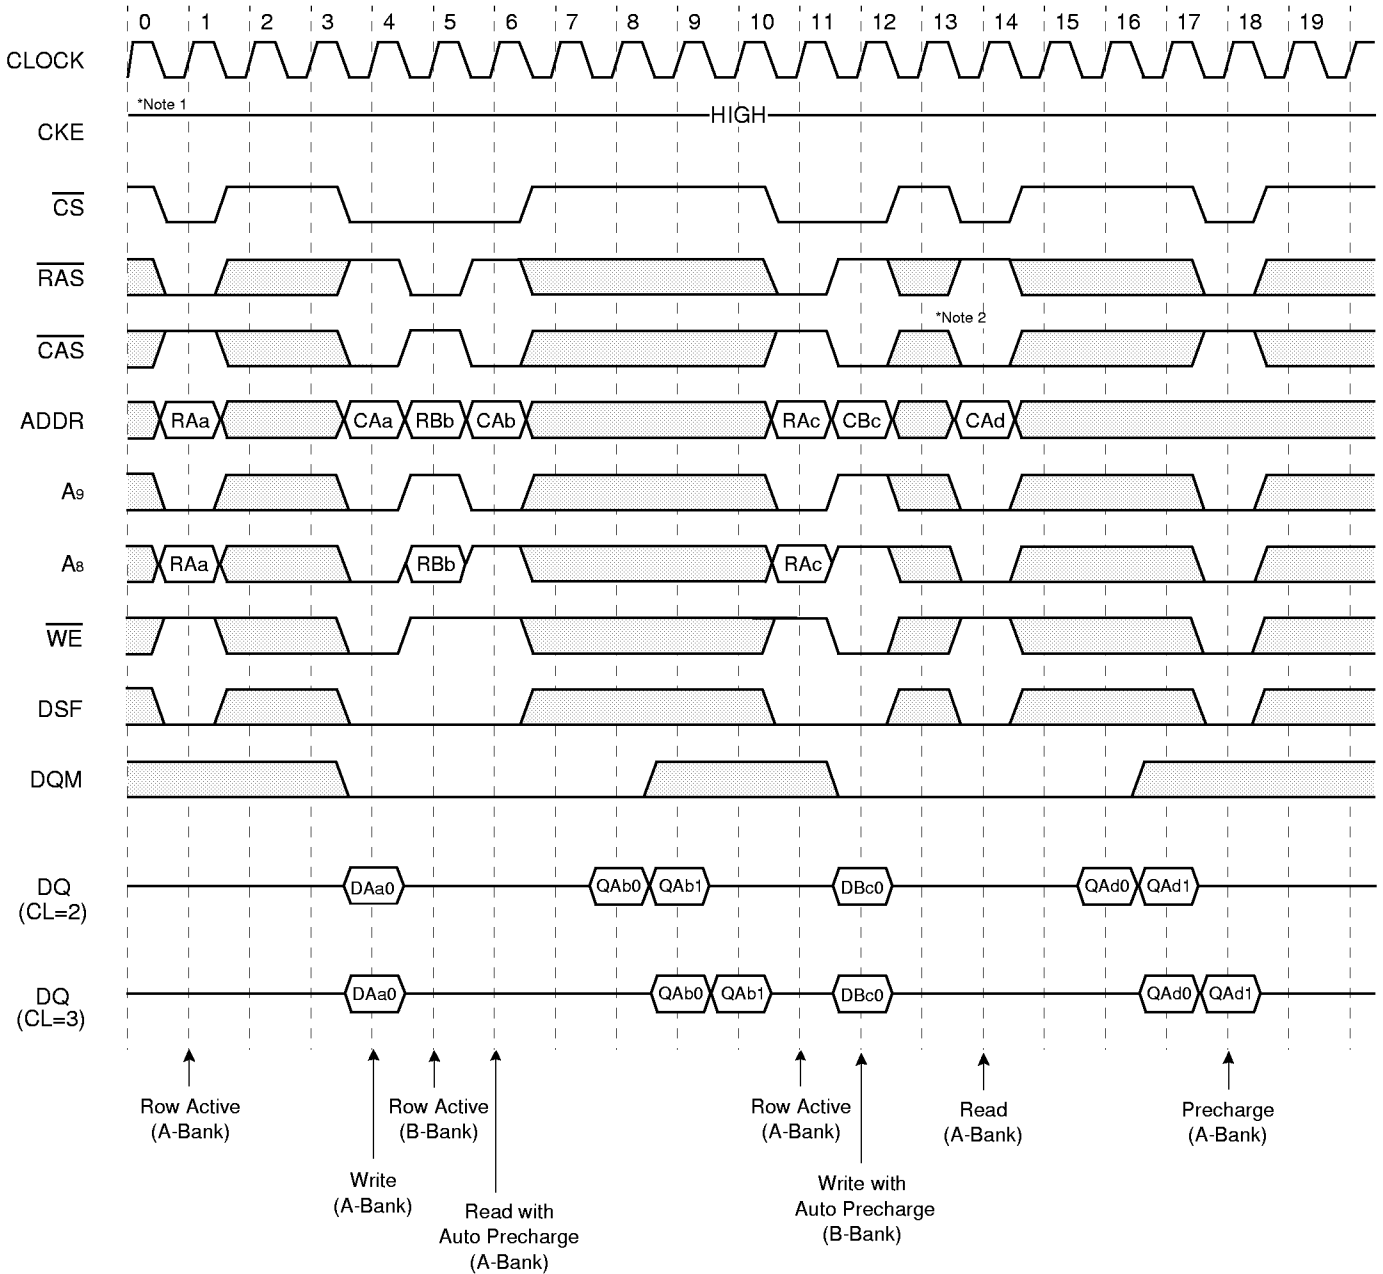 0 1 2 3 4 5 6 7 8 9 10 11 12 13 14 15 16 17 18 19
CLOCK
*Note 1
HIGH
CKE
CS
RAS
*Note 2
CAS
ADDR RAa CAa RBb CAb RAc CBc CAd
A9
A8 RAa RBb RAc
WE
DSF
DQM
DQ DAa0 QAb0 QAb1 DBc0 QAd0 QAd1
(CL=2)
DQ DAa0 QAb0 QAb1 DBc0 QAd0 QAd1
(CL=3)
Row Active
(A-Bank)
Write
(A-Bank)
Row Active
(B-Bank)
Read with
Auto Precharge
(A-Bank)
Row Active
(A-Bank)
Write with
Auto Precharge
(B-Bank)
Read
(A-Bank)
Precharge
(A-Bank)